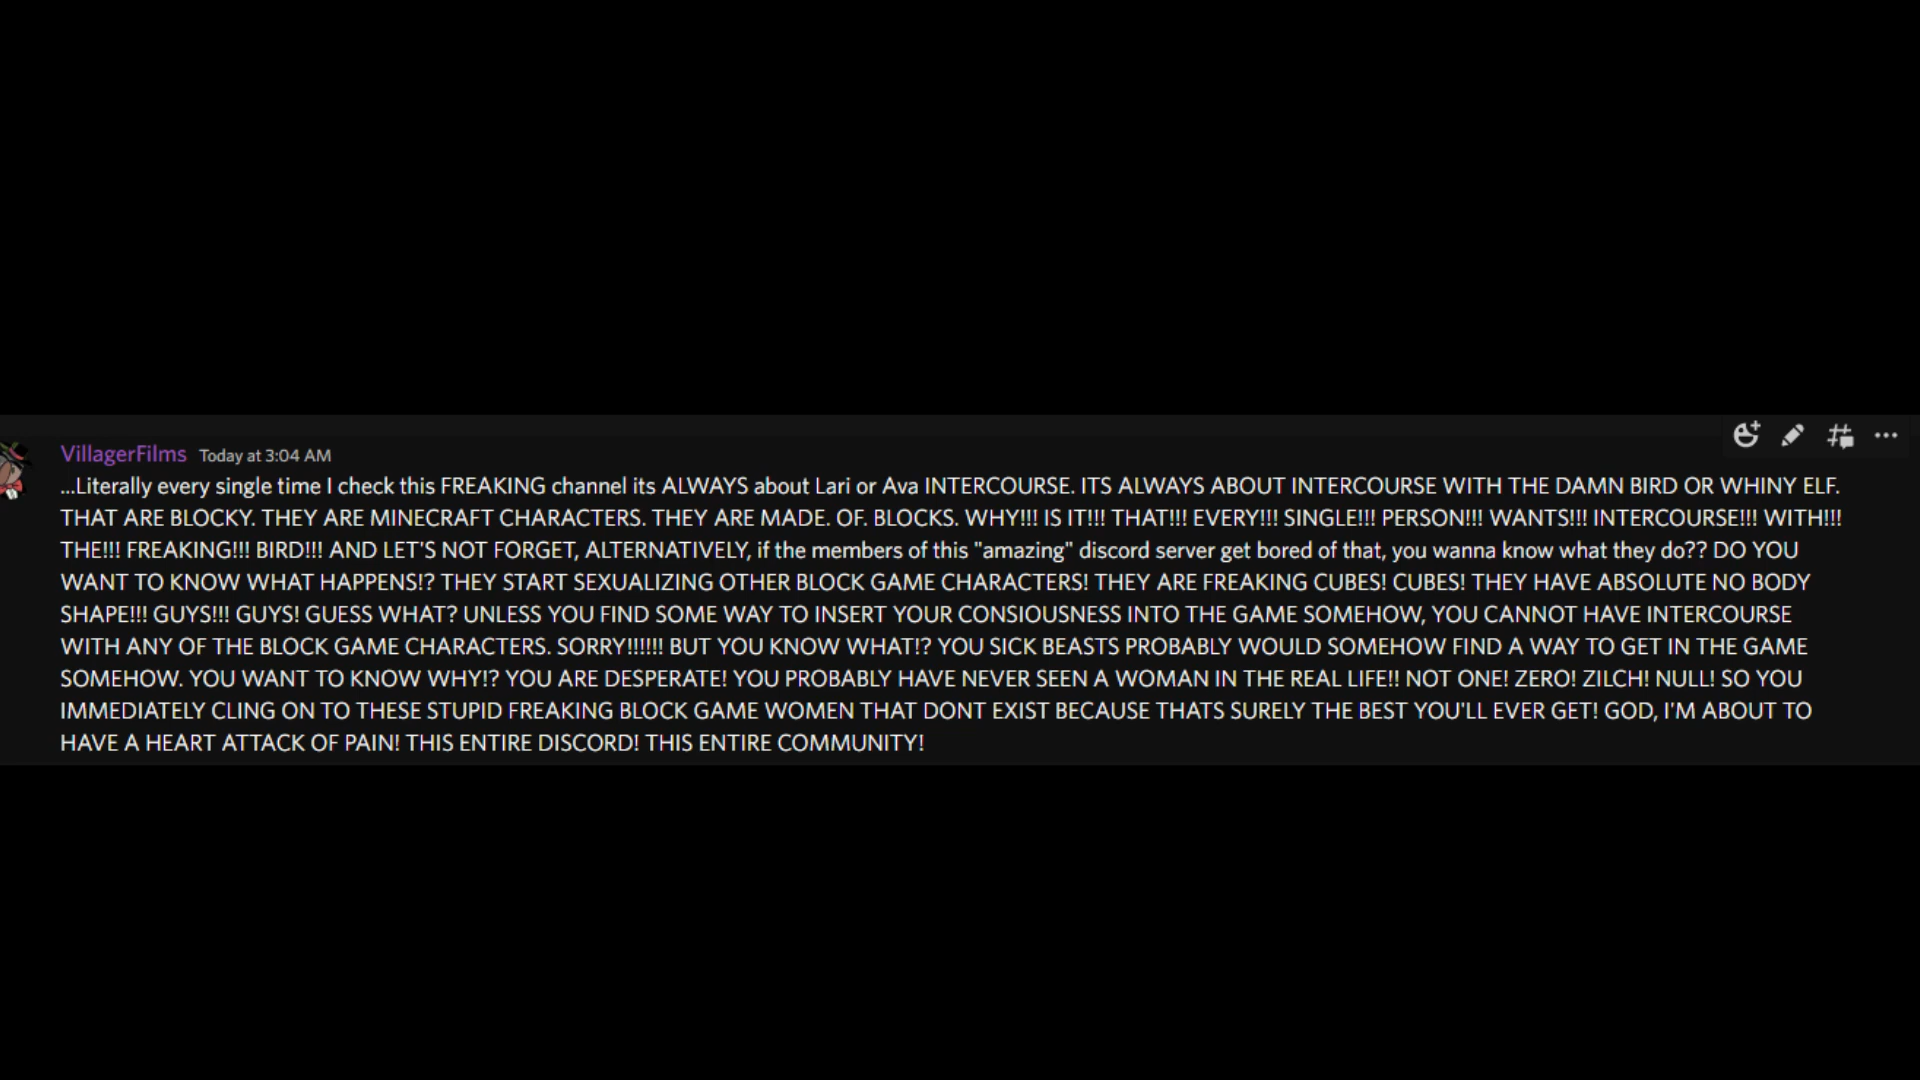 VillagerFilms Today at 3:04 AM
...Literally every single time I check this FREAKING channel its ALWAYS about Lari or Ava INTERCOURSE. ITS ALWAYS ABOUT INTERCOURSE WITH THE DAMN BIRD OR WHINY ELF.
THAT ARE BLOCKY. THEY ARE MINECRAFT CHARACTERS. THEY ARE MADE. OF. BLOCKS. WHY!!! IS IT!!! THAT!!! EVERY!!! SINGLE!!! PERSON!!! WANTS!!! INTERCOURSE!!! WITH!!!
THE!!! FREAKING!!! BIRD!!! AND LET'S NOT FORGET, ALTERNATIVELY, if the members of this "amazing" discord server get bored of that, you wanna know what they do?? DO YOU
WANT TO KNOW WHAT HAPPENS!? THEY START SEXUALIZING OTHER BLOCK GAME CHARACTERS! THEY ARE FREAKING CUBES! CUBES! THEY HAVE ABSOLUTE NO BODY
SHAPE!!! GUYS!!! GUYS! GUESS WHAT? UNLESS YOU FIND SOME WAY TO INSERT YOUR CONSIOUSNESS INTO THE GAME SOMEHOW, YOU CANNOT HAVE INTERCOURSE
WITH ANY OF THE BLOCK GAME CHARACTERS. SORRY!!!!!! BUT YOU KNOW WHAT!? YOU SICK BEASTS PROBABLY WOULD SOMEHOW FIND A WAY TO GET IN THE GAME
SOMEHOW. YOU WANT TO KNOW WHY!? YOU ARE DESPERATE! YOU PROBABLY HAVE NEVER SEEN A WOMAN IN THE REAL LIFE!! NOT ONE! ZERO! ZILCH! NULL! SO YOU
IMMEDIATELY CLING ON TO THESE STUPID FREAKING BLOCK GAME WOMEN THAT DONT EXIST BECAUSE THATS SURELY THE BEST YOU'LL EVER GET! GOD, I'M ABOUT TO
HAVE A HEART ATTACK OF PAIN! THIS ENTIRE DISCORD! THIS ENTIRE COMMUNITY!